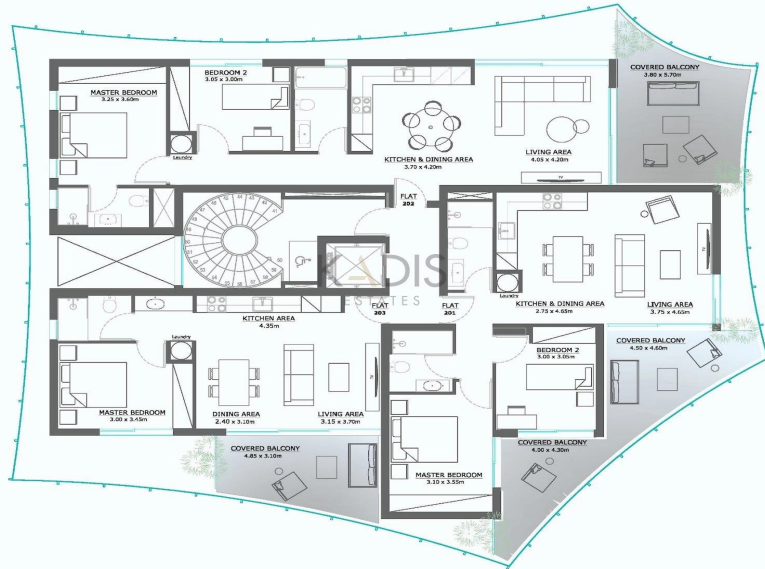 COVERED BALCONY
3.80 x 5.70m
BEDROOM 2
3.05 x 3.00m
MASTER BEDROOM
3.25 x 3.60m
Laundry
KITCHEN & DINING AREA
3.70 x 4.20m
LIVING AREA
4.05 x 4.20m
TV
FLAT
202
KADIS
ESTATES
KITCHEN AREA
4.35m
FLAT
203
FLAT
201
Laundry
KITCHEN & DINING AREA
2.75 x 4.65m
LIVING AREA
3.75 x 4.65m
TV
Laundry
MASTER BEDROOM
3.00 x 3.45m
DINING AREA
2.40 x 3.10m
LIVING AREA
3.15 x 3.70m
COVERED BALCONY
4.85 x 3.10m
BEDROOM 2
3.00 x 3.05m
COVERED BALCONY
4.50 x 4.60m
MASTER BEDROOM
3.10 x 3.55m
COVERED BALCONY
4.00 x 4.30m